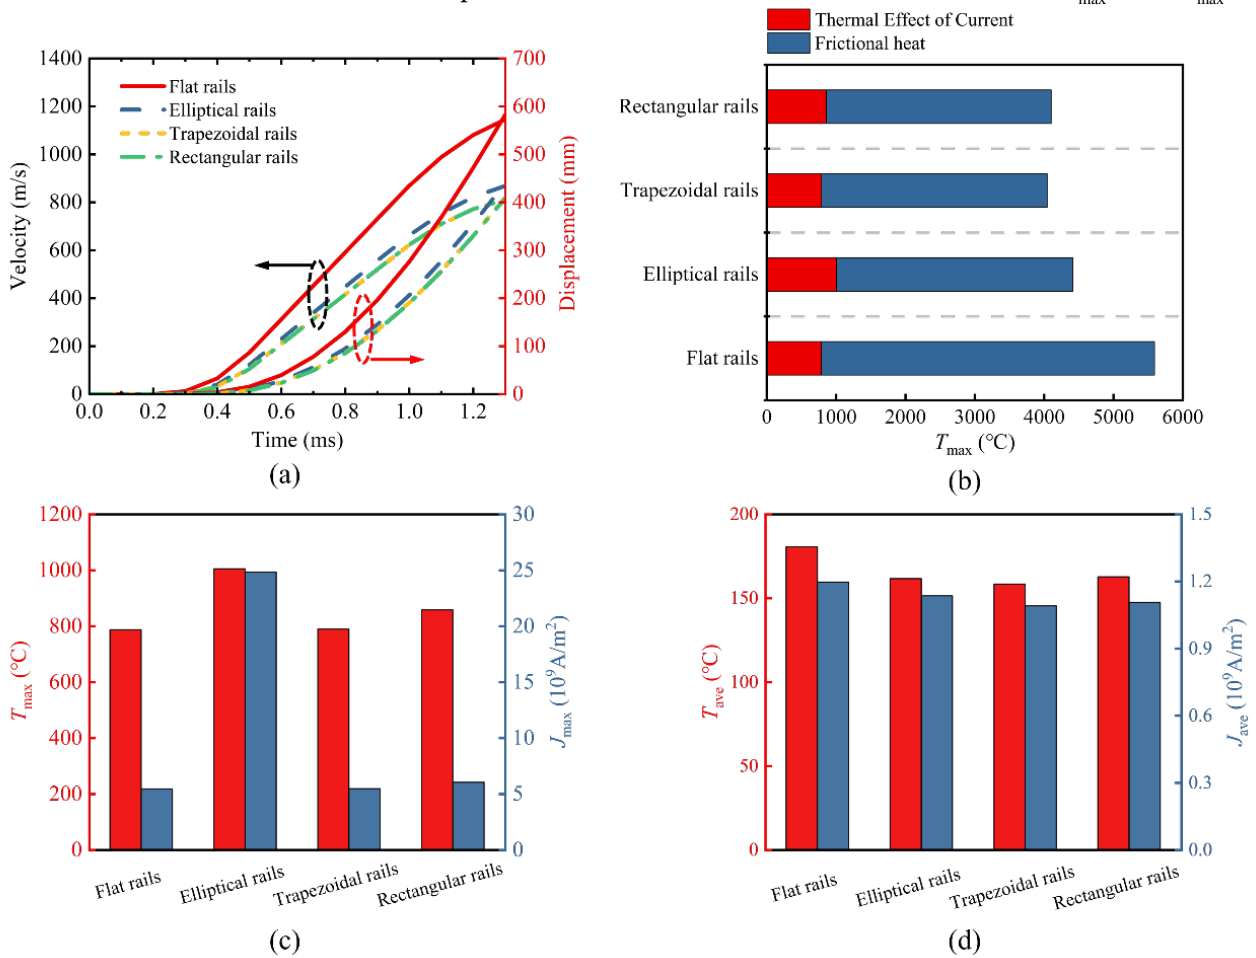 max
max
1400
1200
1000
800
600
400
200
0
Velocity (m/s)
Flat rails
Elliptical rails
Trapezoidal rails
Rectangular rails
700
600
500
400
300
200
100
0
Displacement (mm)
0.0 0.2 0.4 0.6 0.8 1.0 1.2
Time (ms)
(a)
Thermal Effect of Current
Frictional heat
Rectangular rails
Trapezoidal rails
Elliptical rails
Flat rails
0 1000 2000 3000 4000 5000 6000
Tmax (°C)
(b)
1200
1000
800
600
400
200
0
Tmax (°C)
30
25
20
15
10
5
0
Jmax (10⁹A/m²)
Flat rails Elliptical rails Trapezoidal rails Rectangular rails
(c)
200
150
100
50
0
Tave (°C)
1.5
1.2
0.9
0.6
0.3
0.0
Jave (10⁹A/m²)
Flat rails Elliptical rails Trapezoidal rails Rectangular rails
(d)